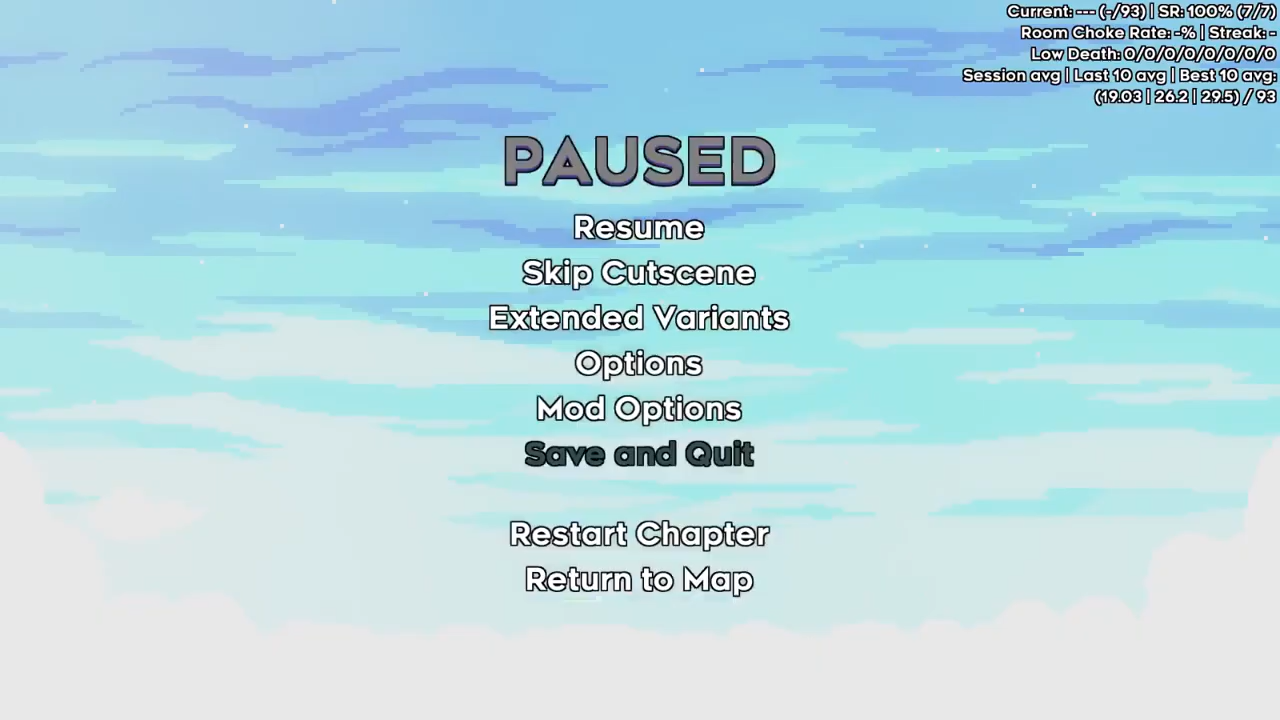 Current: --- (-/93) | SR: 100% (7/7)
Room Choke Rate: -% | Streak: -
Low Death: 0/0/0/0/0/0/0/0
Session avg | Last 10 avg | Best 10 avg:
(19.03 | 26.2 | 29.5) / 93
PAUSED
Resume
Skip Cutscene
Extended Variants
Options
Mod Options
Save and Quit
Restart Chapter
Return to Map